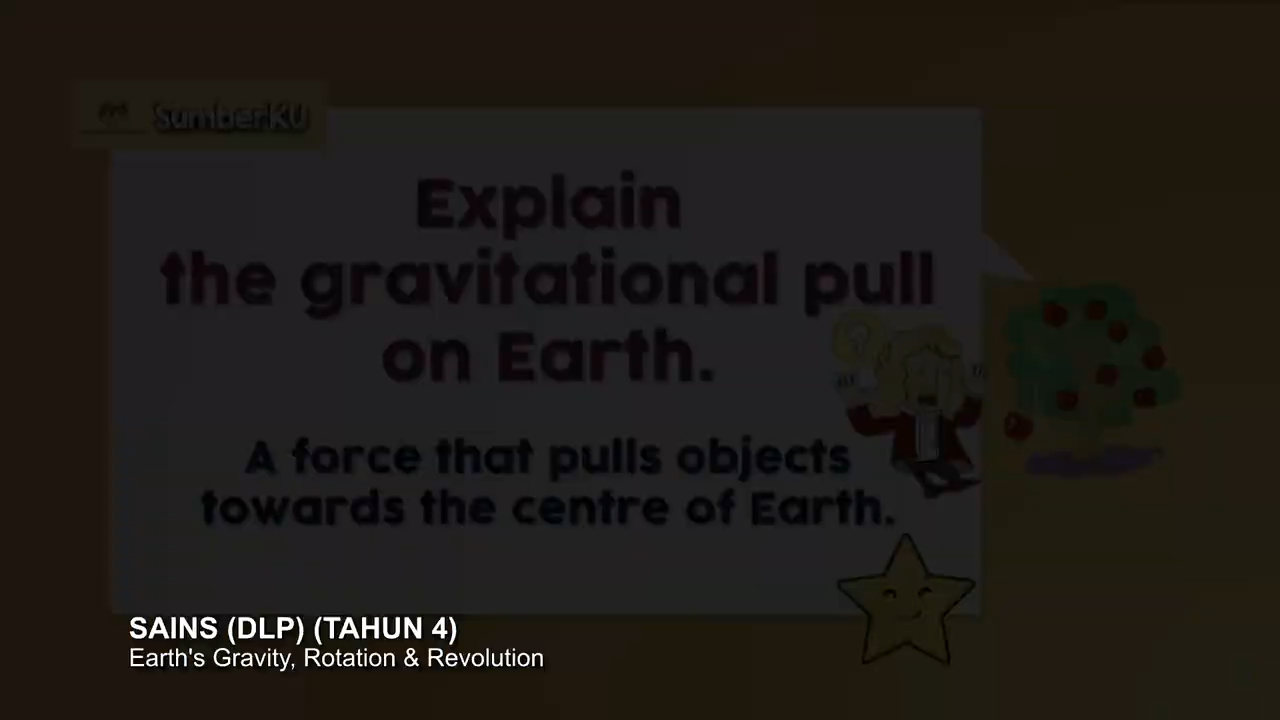 SumberKu
Explain
the gravitational pull
on Earth.
A force that pulls objects
towards the centre of Earth.
SAINS (DLP) (TAHUN 4)
Earth's Gravity, Rotation & Revolution